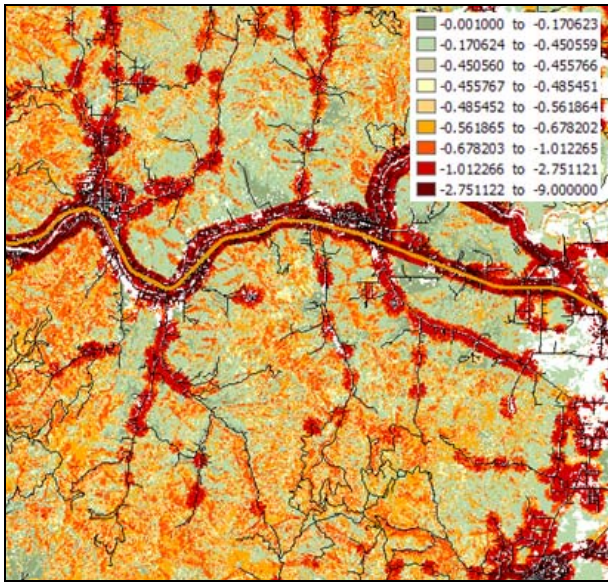 -0.001000 to -0.170623
-0.170624 to -0.450559
-0.450560 to -0.455766
-0.455767 to -0.485451
-0.485452 to -0.561864
-0.561865 to -0.678202
-0.678203 to -1.012265
-1.012266 to -2.751121
-2.751122 to -9.000000